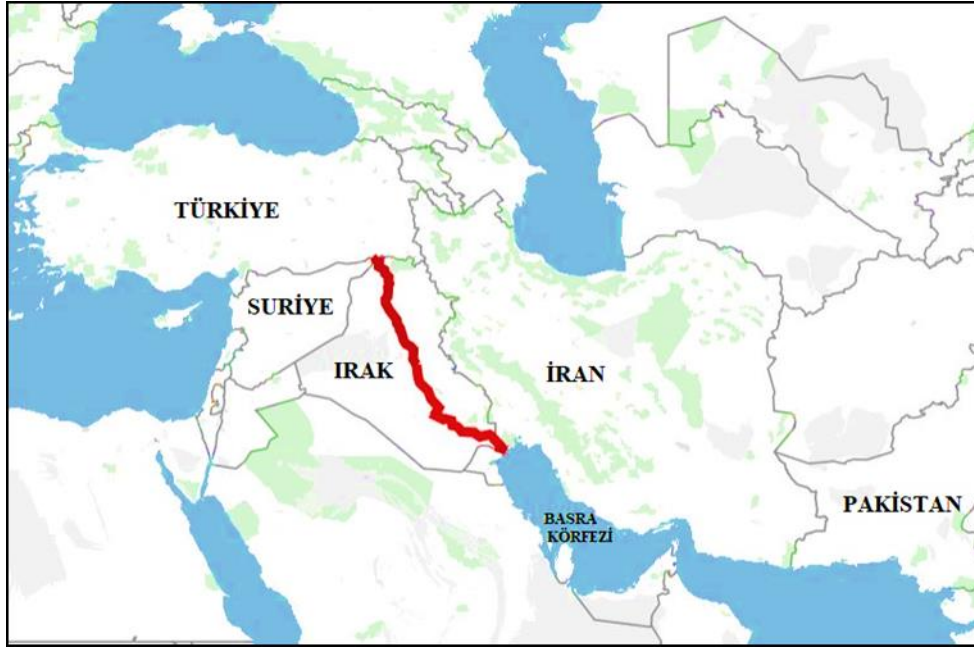 TÜRKİYE
SURİYE
IRAK
İRAN
PAKİSTAN
BASRA
KÖRFEZİ